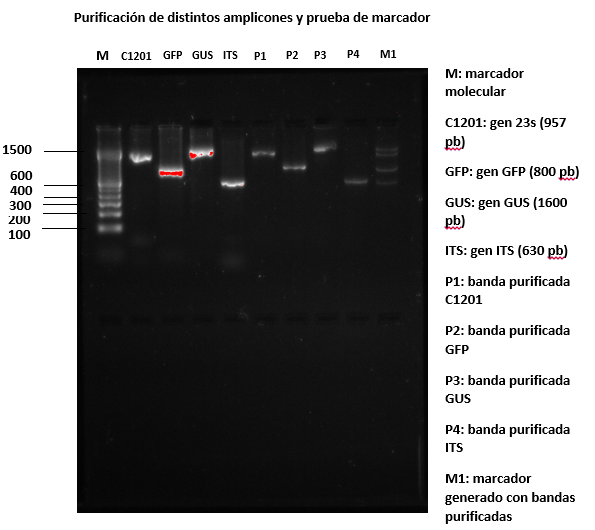 Purificación de distintos amplicones y prueba de marcador
M C1201 GFP GUS ITS P1 P2 P3 P4 M1
1500
600
400
300
200
100
M: marcador
molecular
C1201: gen 23s (957
pb)
GFP: gen GFP (800 pb)
GUS: gen GUS (1600
pb)
ITS: gen ITS (630 pb)
P1: banda purificada
C1201
P2: banda purificada
GFP
P3: banda purificada
GUS
P4: banda purificada
ITS
M1: marcador
generado con bandas
purificadas